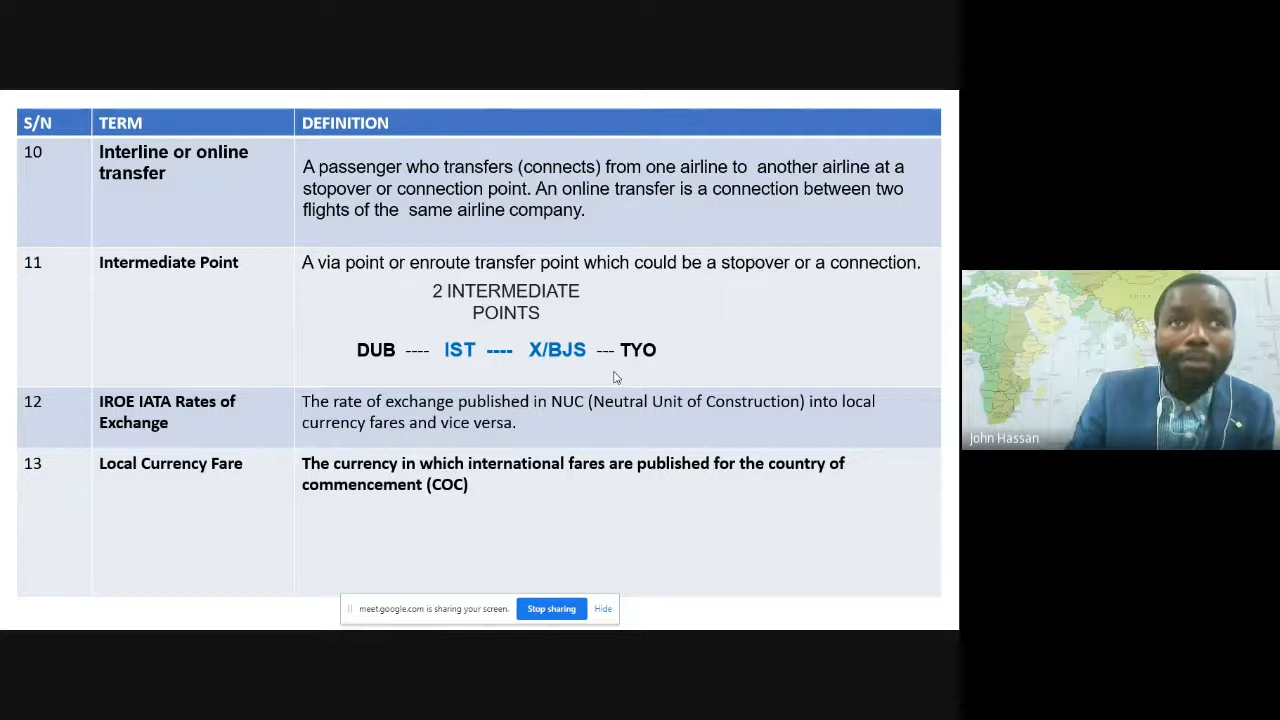 S/N TERM DEFINITION
10 Interline or online transfer
A passenger who transfers (connects) from one airline to another airline at a
stopover or connection point. An online transfer is a connection between two
flights of the same airline company.
11 Intermediate Point A via point or enroute transfer point which could be a stopover or a connection.
2 INTERMEDIATE
POINTS
DUB ---- IST ---- X/BJS --- TYO
12 IROE IATA Rates of Exchange
The rate of exchange published in NUC (Neutral Unit of Construction) into local
currency fares and vice versa.
13 Local Currency Fare
The currency in which international fares are published for the country of
commencement (COC)
meet.google.com is sharing your screen. Stop sharing Hide
CHINA
John Hassan